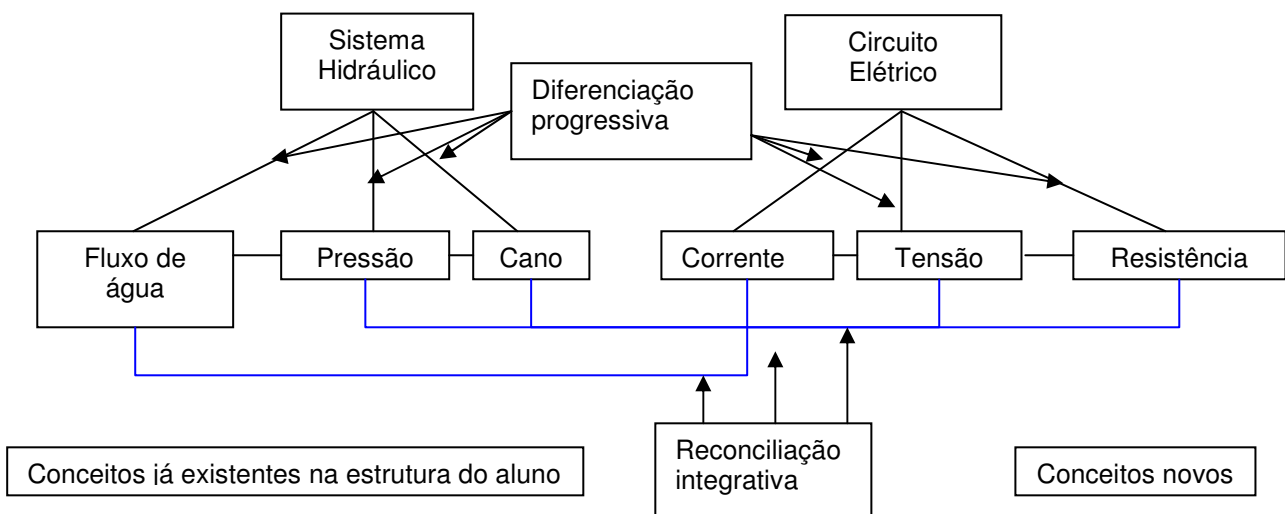 Sistema
Hidráulico
Circuito
Elétrico
Diferenciação
progressiva
Fluxo de
água
Pressão
Cano
Corrente
Tensão
Resistência
Reconciliação
integrativa
Conceitos já existentes na estrutura do aluno
Conceitos novos